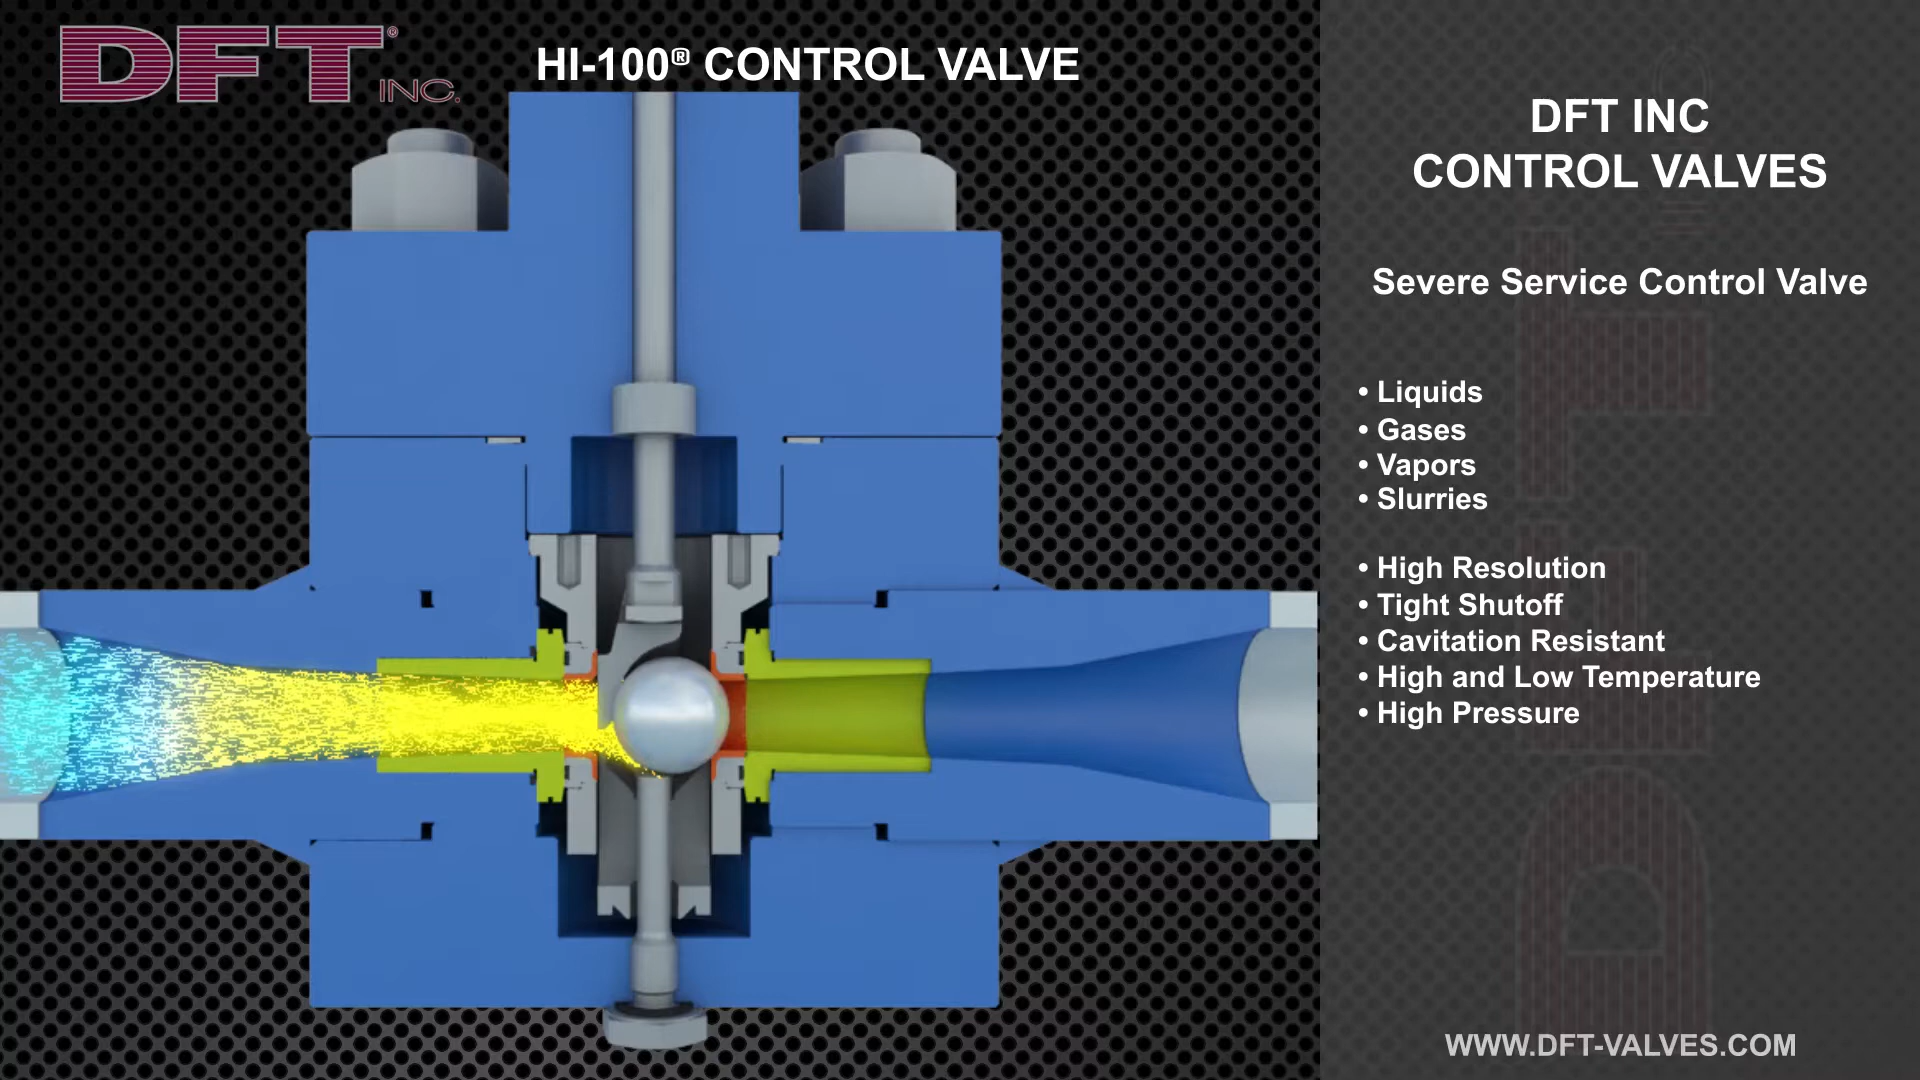 DFT®
INC.
HI-100® CONTROL VALVE
DFT INC
CONTROL VALVES
Severe Service Control Valve
• Liquids
• Gases
• Vapors
• Slurries
• High Resolution
• Tight Shutoff
• Cavitation Resistant
• High and Low Temperature
• High Pressure
WWW.DFT-VALVES.COM